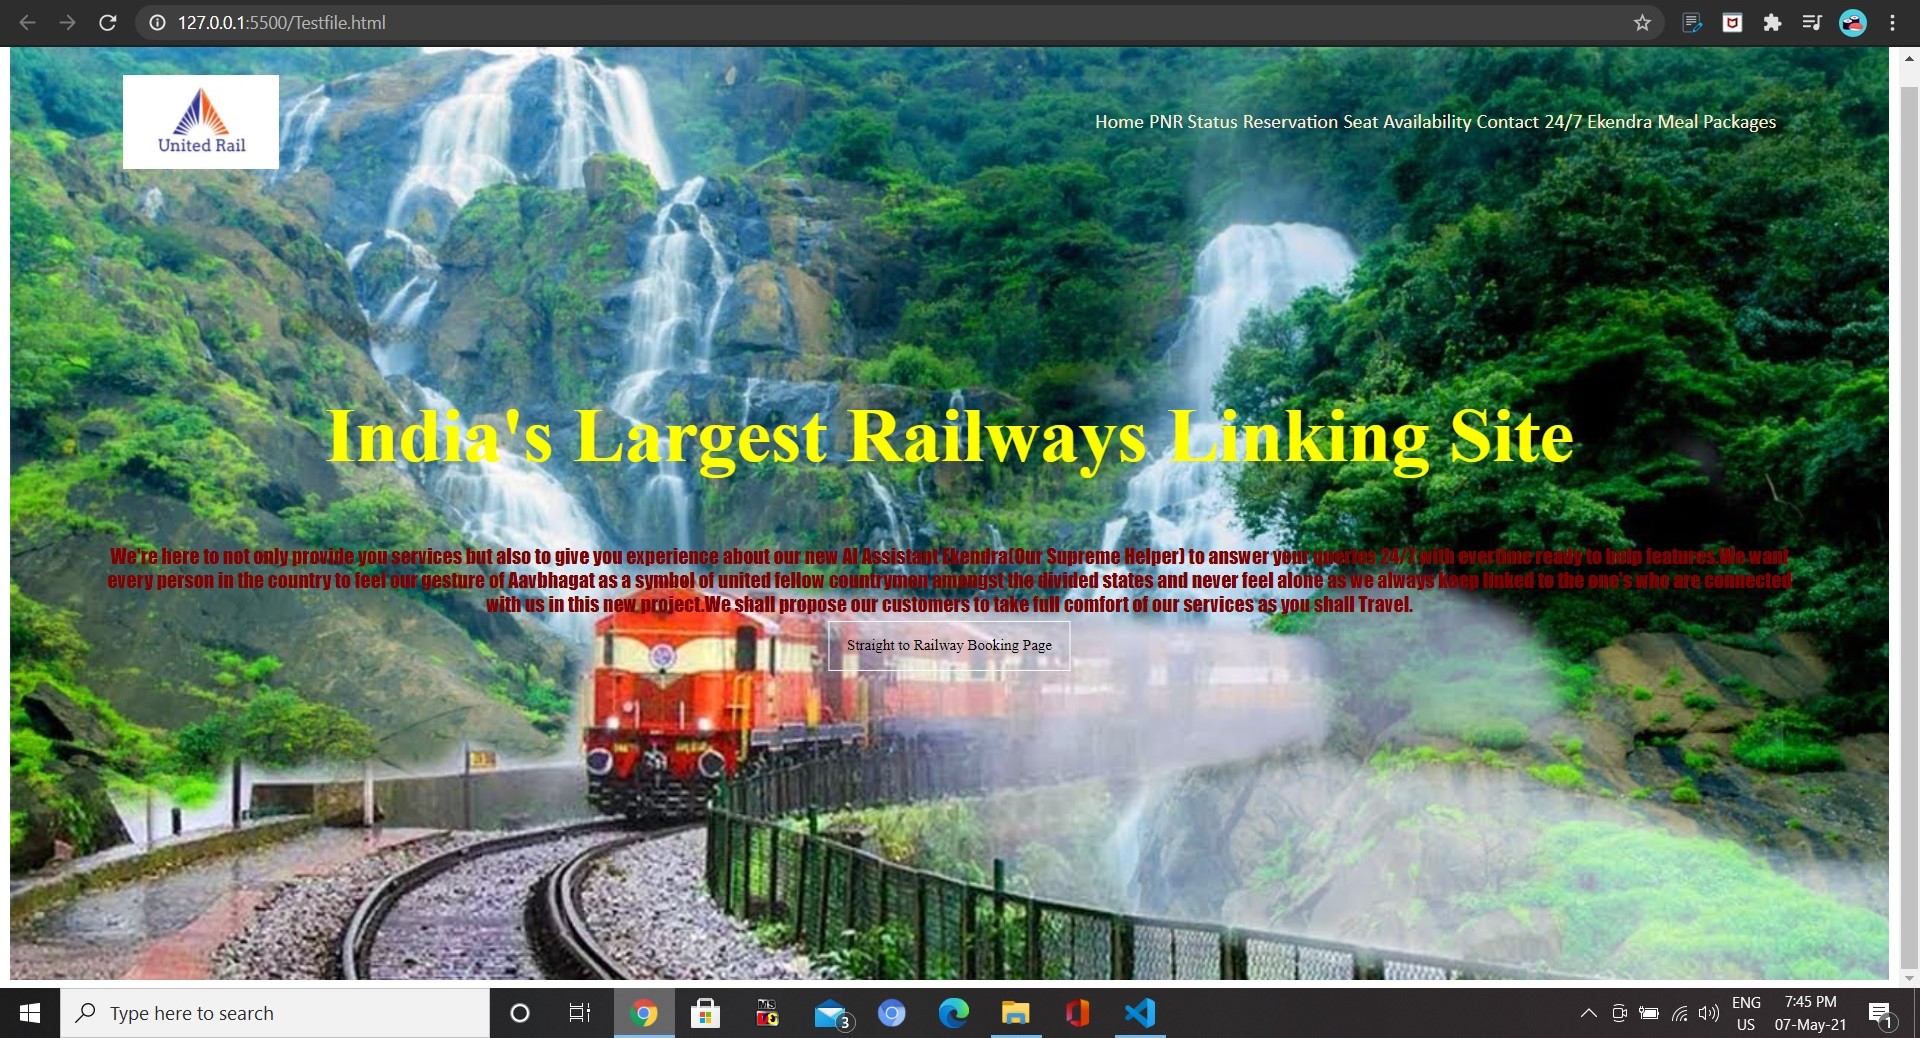 127.0.0.1:5500/Testfile.html
United Rail
Home PNR Status Reservation Seat Availability Contact 24/7 Ekendra Meal Packages
India's Largest Railways Linking Site
We're here to not only provide you services but also to give you experience about our new AI Assistant Ekendra(Our Supreme Helper) to answer your queries 24/7 with evertime ready to help features.We want
every person in the country to feel our gesture of Aavbhagat as a symbol of united fellow countrymen amongst the divided states and never feel alone as we always keep linked to the one's who are connected
with us in this new project.We shall propose our customers to take full comfort of our services as you shall Travel.
Straight to Railway Booking Page
Type here to search
MS
3
ENG
US
7:45 PM
07-May-21
1